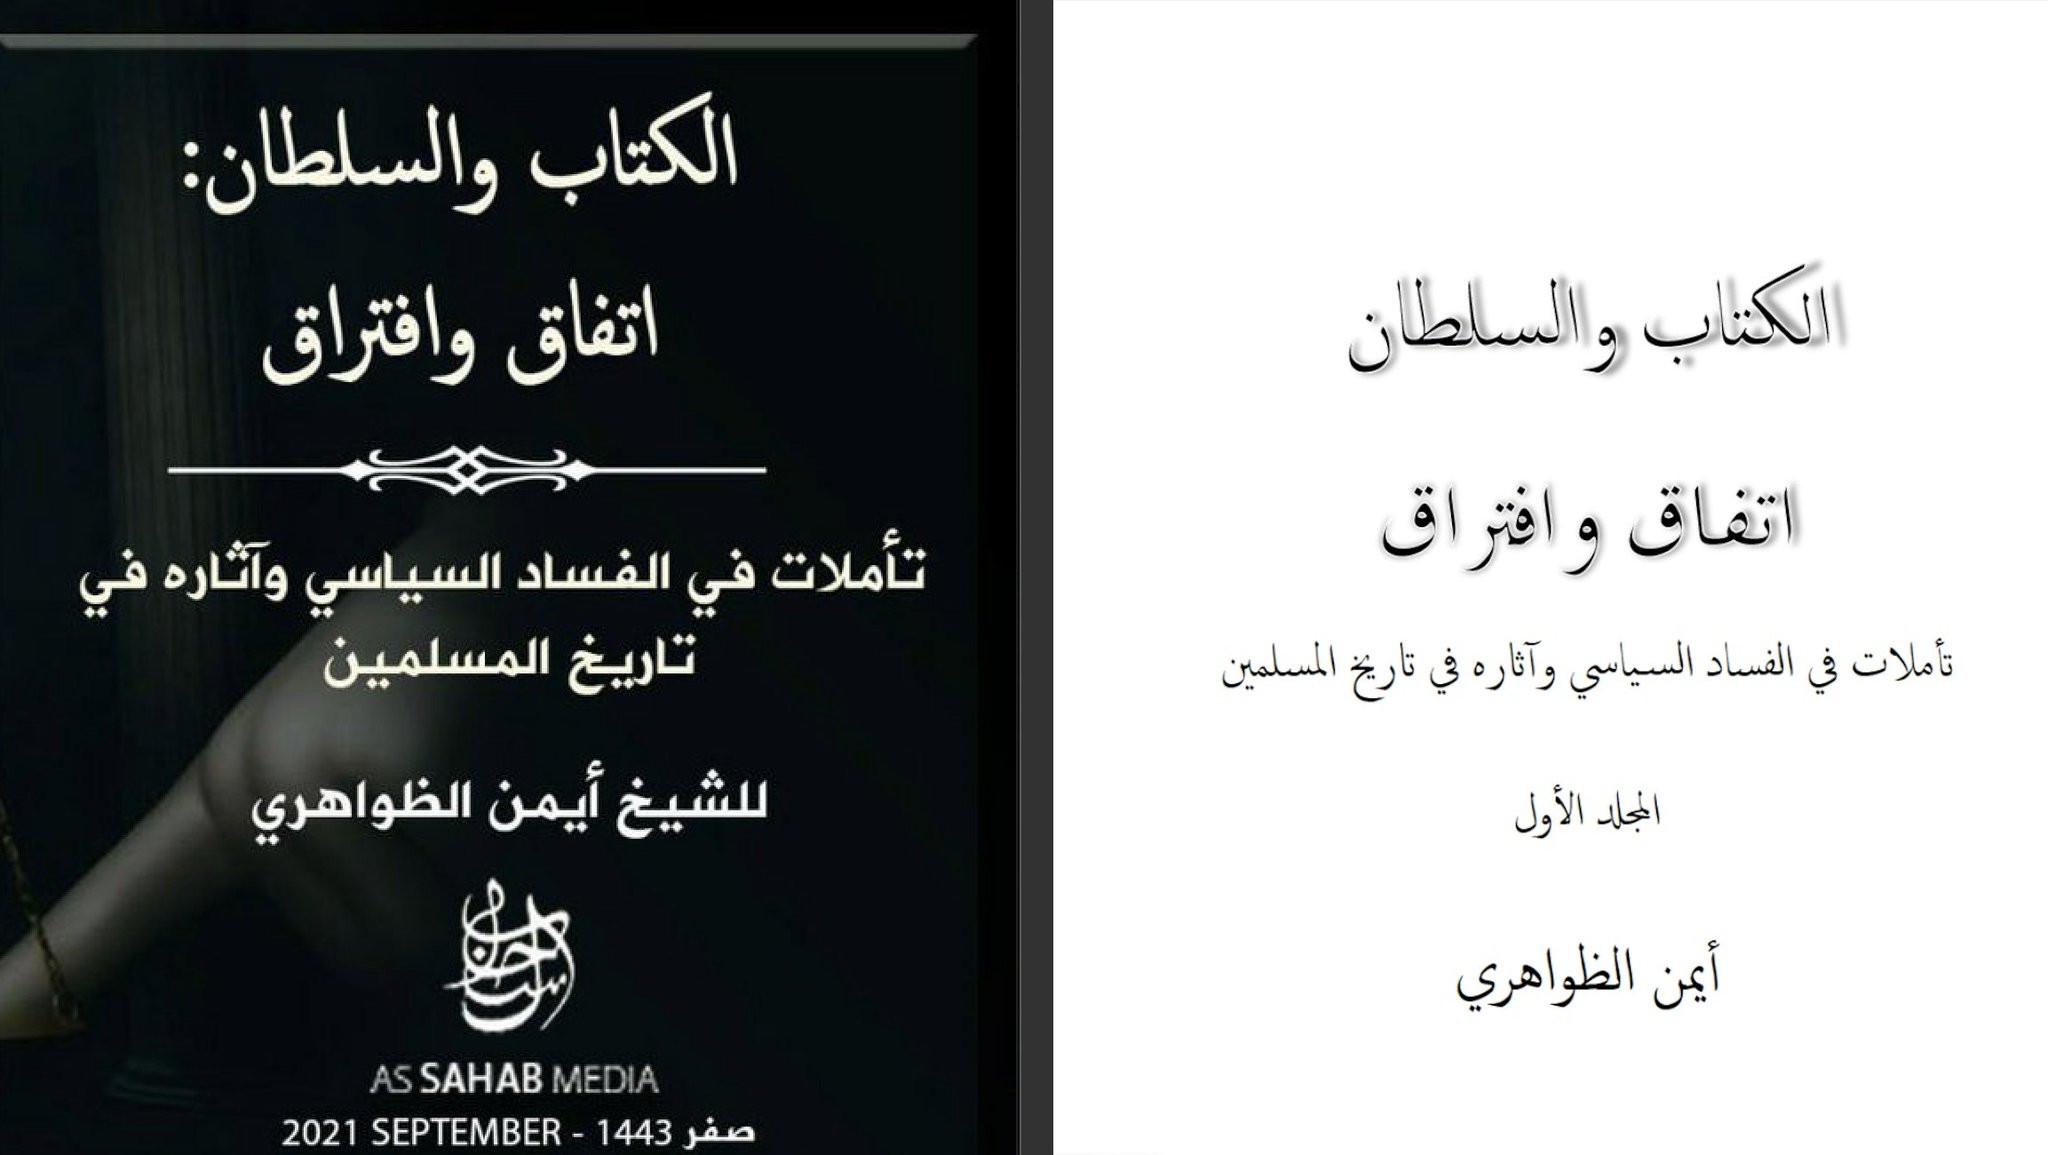 الكتاب والسلطان:
اتفاق وافتراق
تأملات في الفساد السياسي وآثاره في
تاريخ المسلمين
للشيخ أيمن الظواهري
السحاب
AS SAHAB MEDIA
2021 SEPTEMBER - 1443 صفر
الكتاب والسلطان
اتفاق وافتراق
تأملات في الفساد السياسي وآثاره في تاريخ المسلمين
المجلد الأول
أيمن الظواهري